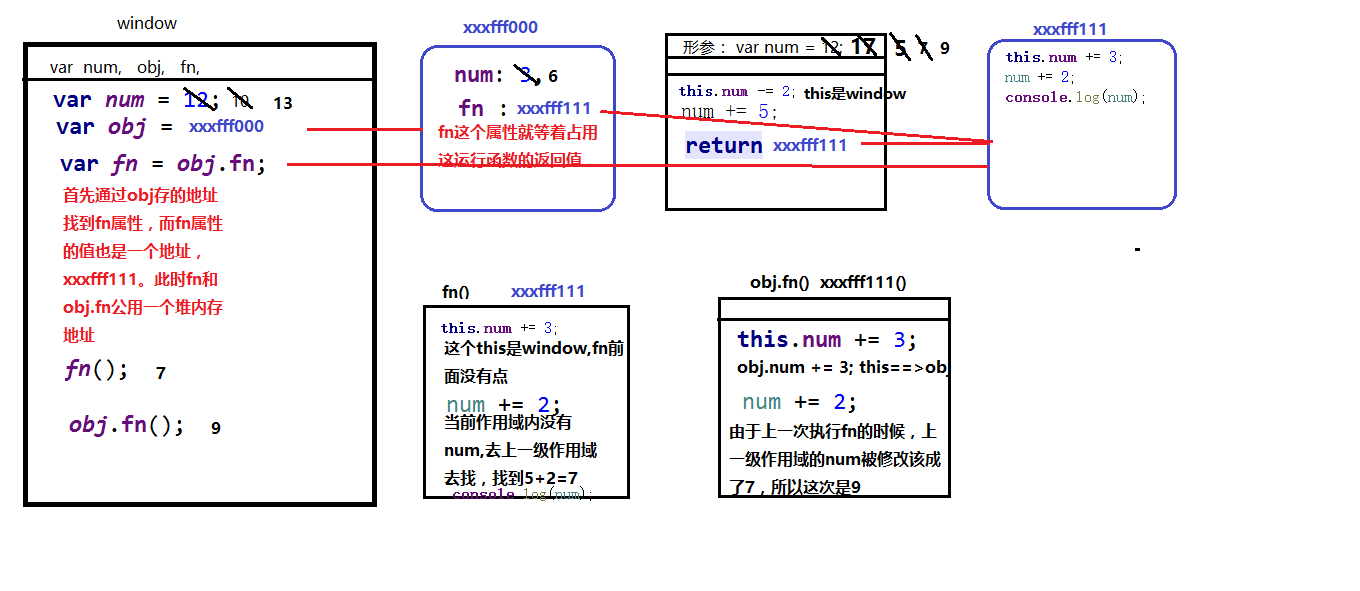 window
var num, obj, fn,
var num = 12; 10 13
var obj = xxxfff000
var fn = obj.fn;
首先通过obj存的地址
找到fn属性，而fn属性
的值也是一个地址，
xxxfff111。此时fn和
obj.fn公用一个堆内存
地址
fn(); 7
obj.fn(); 9
xxxfff000
num: 3, 6
fn : xxxfff111
fn这个属性就等着占用
这运行函数的返回值
形参： var num = 12; 17 5 7 9
this.num -= 2; this是window
num += 5;
return xxxfff111
xxxfff111
this.num += 3;
num += 2;
console.log(num);
fn() xxxfff111
this.num += 3;
这个this是window,fn前
面没有点
num += 2;
当前作用域内没有
num,去上一级作用域
去找，找到5+2=7
console.log(num);
obj.fn() xxxfff111()
this.num += 3;
obj.num += 3; this==>obj
num += 2;
由于上一次执行fn的时候，上
一级作用域的num被修改该成
了7，所以这次是9